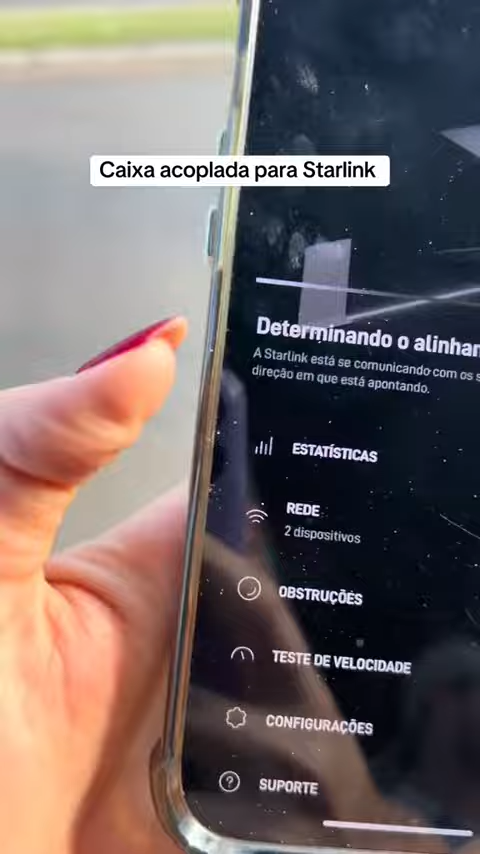 Caixa acoplada para Starlink
Determinando o
A Starlink está se comunicando com os
direção em que está apontando.
ESTATÍSTICAS
REDE
2 dispositivos
OBSTRUÇÕES
TESTE DE VELOCIDADE
CONFIGURAÇÕES
SUPORTE